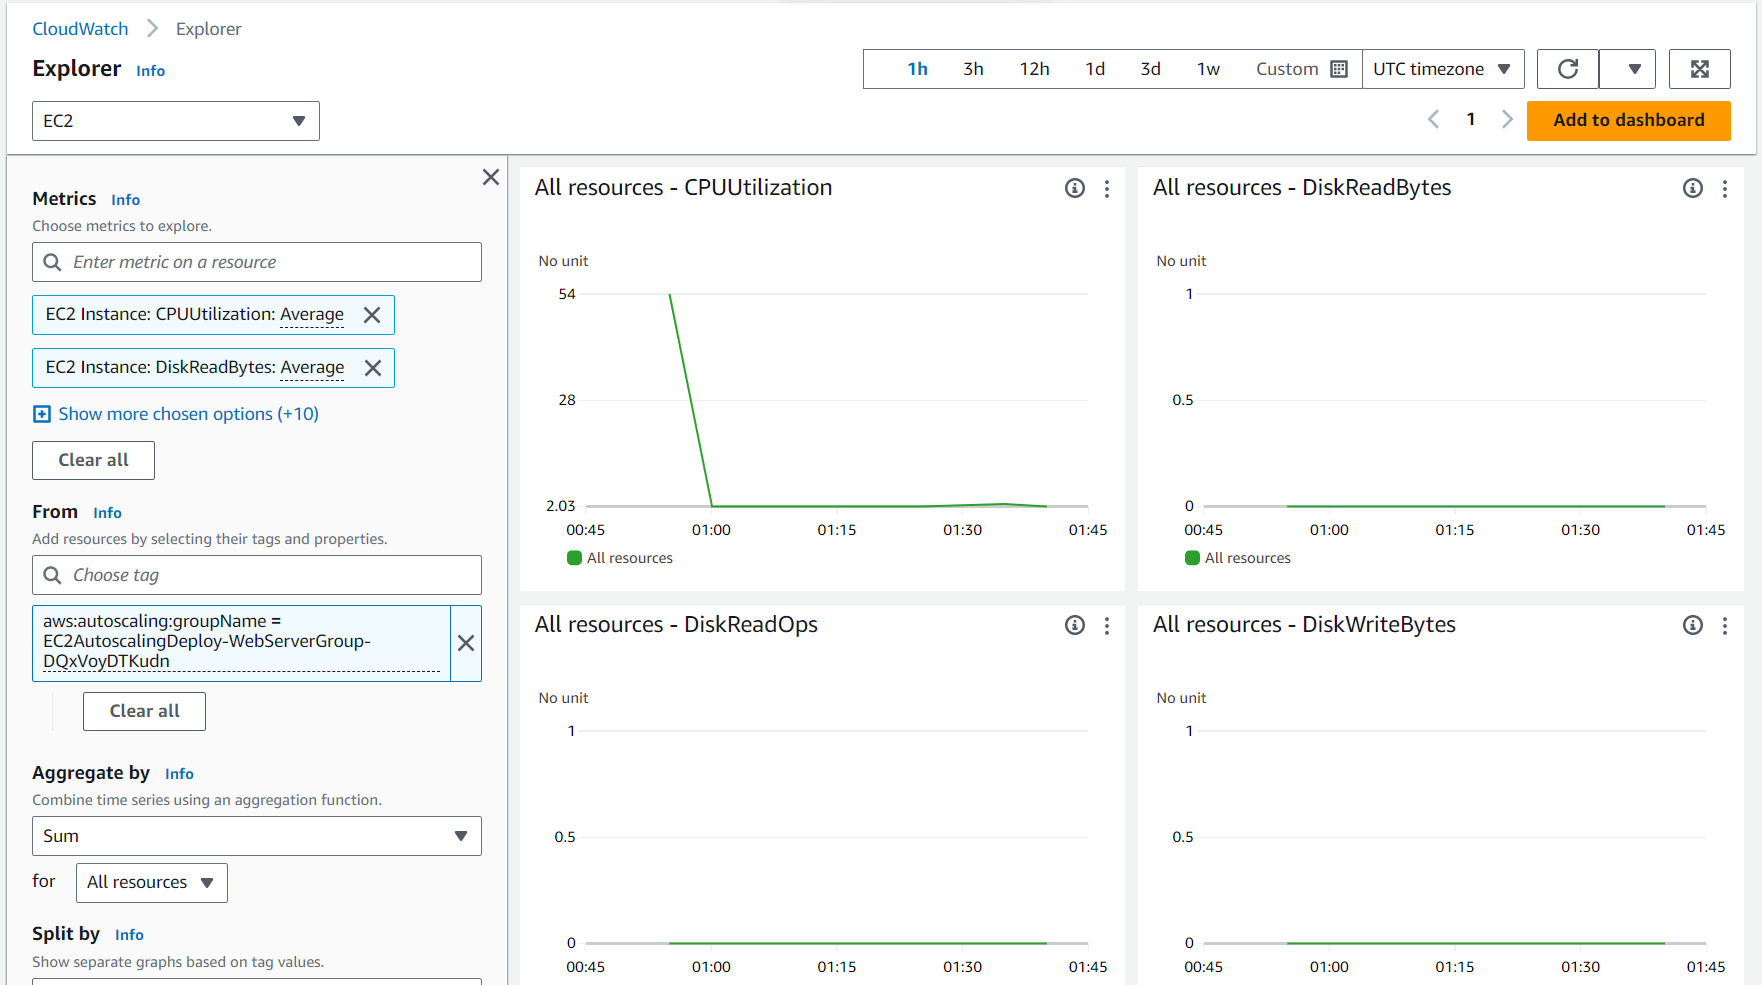 CloudWatch Explorer
Explorer Info
1h 3h 12h 1d 3d 1w Custom UTC timezone
EC2
1 Add to dashboard
Metrics Info
Choose metrics to explore.
Enter metric on a resource
EC2 Instance: CPUUtilization: Average
EC2 Instance: DiskReadBytes: Average
Show more chosen options (+10)
Clear all
From Info
Add resources by selecting their tags and properties.
Choose tag
aws:autoscaling:groupName =
EC2AutoscalingDeploy-WebServerGroup-
DQxVoyDTKudn
Clear all
Aggregate by Info
Combine time series using an aggregation function.
Sum
for All resources
Split by Info
Show separate graphs based on tag values.
All resources - CPUUtilization
No unit
54
28
2.03
00:45 01:00 01:15 01:30 01:45
All resources
All resources - DiskReadBytes
No unit
1
0.5
0
00:45 01:00 01:15 01:30 01:45
All resources
All resources - DiskReadOps
No unit
1
0.5
0
00:45 01:00 01:15 01:30 01:45
All resources - DiskWriteBytes
No unit
1
0.5
0
00:45 01:00 01:15 01:30 01:45